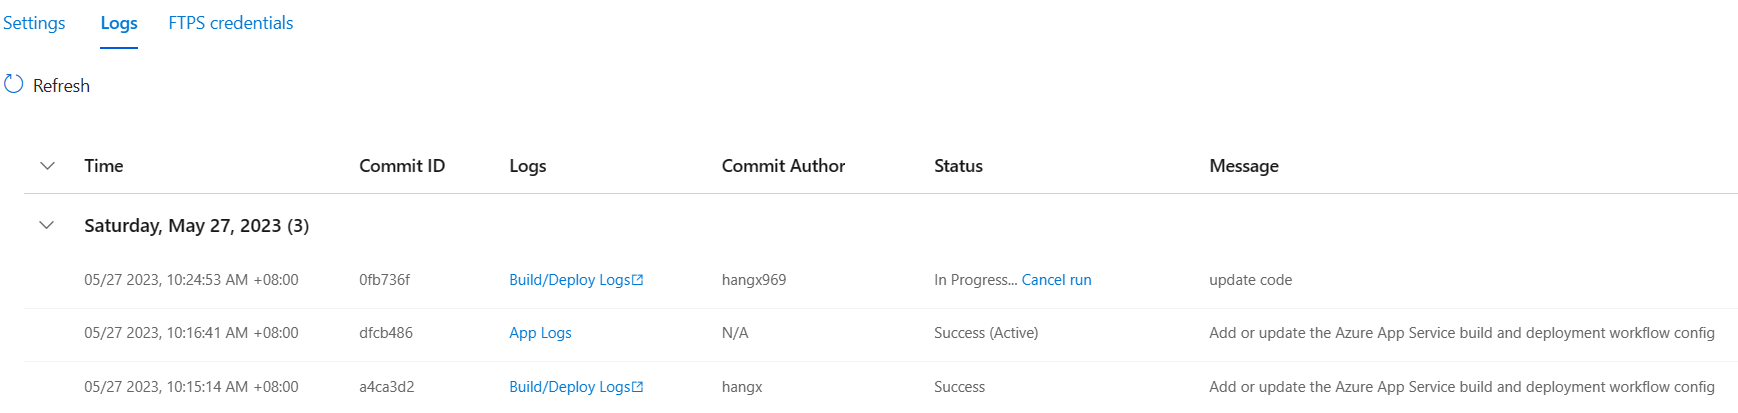 Settings Logs FTPS credentials
Refresh
Time Commit ID Logs Commit Author Status Message
Saturday, May 27, 2023 (3)
05/27 2023, 10:24:53 AM +08:00 0fb736f Build/Deploy Logs hangx969 In Progress... Cancel run update code
05/27 2023, 10:16:41 AM +08:00 dfcb486 App Logs N/A Success (Active) Add or update the Azure App Service build and deployment workflow config
05/27 2023, 10:15:14 AM +08:00 a4ca3d2 Build/Deploy Logs hangx Success Add or update the Azure App Service build and deployment workflow config